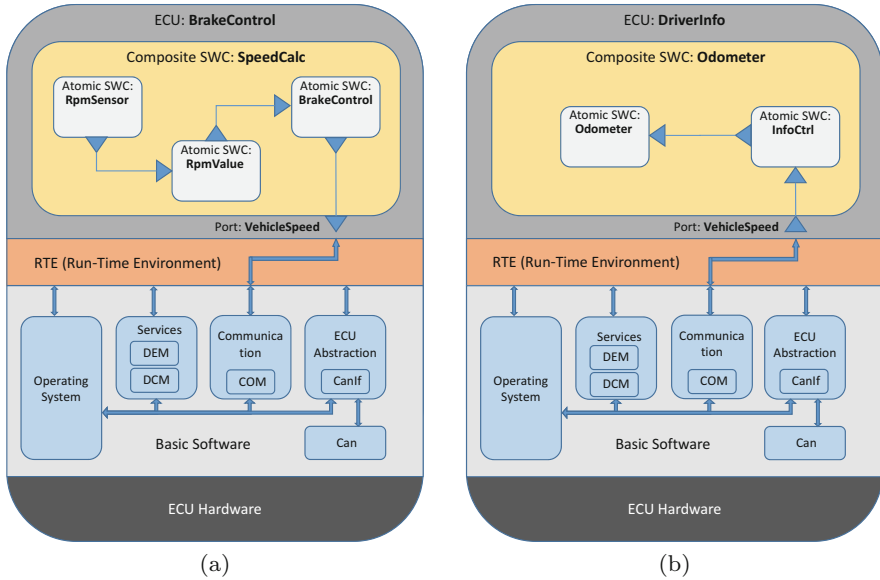 ECU: BrakeControl
Composite SWC: SpeedCalc
Atomic SWC:
RpmSensor
Atomic SWC:
RpmValue
Atomic SWC:
BrakeControl
Port: VehicleSpeed
RTE (Run-Time Environment)
Operating
System
Services
DEM
DCM
Communica
tion
COM
ECU
Abstraction
CanIf
Can
Basic Software
ECU Hardware
(a)
ECU: DriverInfo
Composite SWC: Odometer
Atomic SWC:
Odometer
Atomic SWC:
InfoCtrl
Port: VehicleSpeed
RTE (Run-Time Environment)
Operating
System
Services
DEM
DCM
Communica
tion
COM
ECU
Abstraction
CanIf
Can
Basic Software
ECU Hardware
(b)